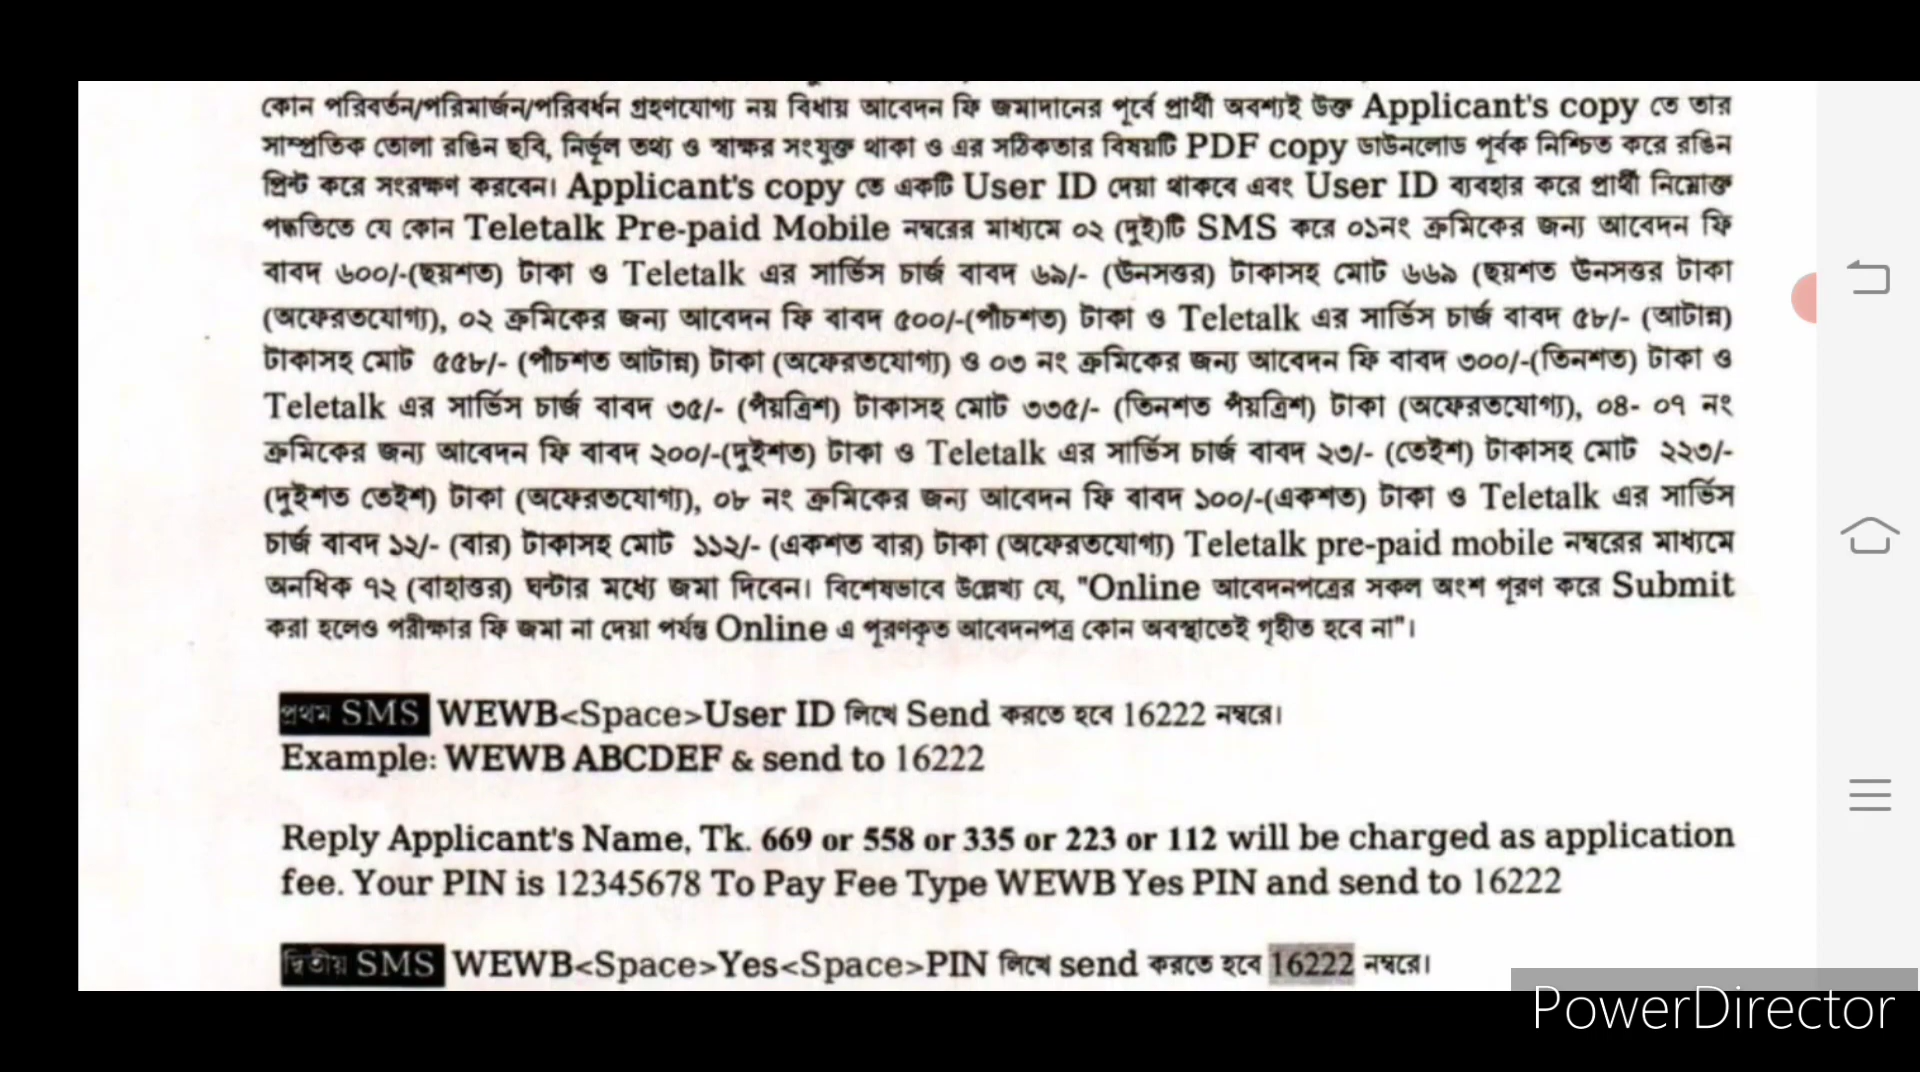 কোন পরিবর্তন/পরিমার্জন/পরিবর্ধন গ্রহণযোগ্য নয় বিধায় আবেদন ফি জমাদানের পূর্বে প্রার্থী অবশ্যই উক্ত Applicant's copy তে তার
সাম্প্রতিক তোলা রঙিন ছবি, নির্ভূল তথ্য ও স্বাক্ষর সংযুক্ত থাকা ও এর সঠিকতার বিষয়টি PDF copy ডাউনলোড পূর্বক নিশ্চিত করে রঙিন
প্রিন্ট করে সংরক্ষণ করবেন। Applicant's copy তে একটি User ID দেয়া থাকবে এবং User ID ব্যবহার করে প্রার্থী নিম্নোক্ত
পদ্ধতিতে যে কোন Teletalk Pre-paid Mobile নম্বরের মাধ্যমে ০২ (দুই)টি SMS করে ০১নং ক্রমিকের জন্য আবেদন ফি
বাবদ ৬০০/-(ছয়শত) টাকা ও Teletalk এর সার্ভিস চার্জ বাবদ ৬৯/- (ঊনসত্তর) টাকাসহ মোট ৬৬৯ (ছয়শত ঊনসত্তর টাকা
(অফেরতযোগ্য), ০২ ক্রমিকের জন্য আবেদন ফি বাবদ ৫০০/-(পাঁচশত) টাকা ও Teletalk এর সার্ভিস চার্জ বাবদ ৫৮/- (আটান্ন)
টাকাসহ মোট ৫৫৮/- (পাঁচশত আটান্ন) টাকা (অফেরতযোগ্য) ও ০৩ নং ক্রমিকের জন্য আবেদন ফি বাবদ ৩০০/-(তিনশত) টাকা ও
Teletalk এর সার্ভিস চার্জ বাবদ ৩৫/- (পঁয়ত্রিশ) টাকাসহ মোট ৩৩৫/- (তিনশত পঁয়ত্রিশ) টাকা (অফেরতযোগ্য), ০৪- ০৭ নং
ক্রমিকের জন্য আবেদন ফি বাবদ ২০০/-(দুইশত) টাকা ও Teletalk এর সার্ভিস চার্জ বাবদ ২৩/- (তেইশ) টাকাসহ মোট ২২৩/-
(দুইশত তেইশ) টাকা (অফেরতযোগ্য), ০৮ নং ক্রমিকের জন্য আবেদন ফি বাবদ ১০০/-(একশত) টাকা ও Teletalk এর সার্ভিস
চার্জ বাবদ ১২/- (বার) টাকাসহ মোট ১১২/- (একশত বার) টাকা (অফেরতযোগ্য) Teletalk pre-paid mobile নম্বরের মাধ্যমে
অনধিক ৭২ (বাহাত্তর) ঘন্টার মধ্যে জমা দিবেন। বিশেষভাবে উল্লেখ্য যে, "Online আবেদনপত্রের সকল অংশ পূরণ করে Submit
করা হলেও পরীক্ষার ফি জমা না দেয়া পর্যন্ত Online এ পূরণকৃত আবেদনপত্র কোন অবস্থাতেই গৃহীত হবে না"।
প্রথম SMS WEWB<Space>User ID লিখে Send করতে হবে 16222 নম্বরে।
Example: WEWB ABCDEF & send to 16222
Reply Applicant's Name, Tk. 669 or 558 or 335 or 223 or 112 will be charged as application
fee. Your PIN is 12345678 To Pay Fee Type WEWB Yes PIN and send to 16222
দ্বিতীয় SMS WEWB<Space>Yes<Space>PIN লিখে send করতে হবে 16222 নম্বরে।
PowerDirector